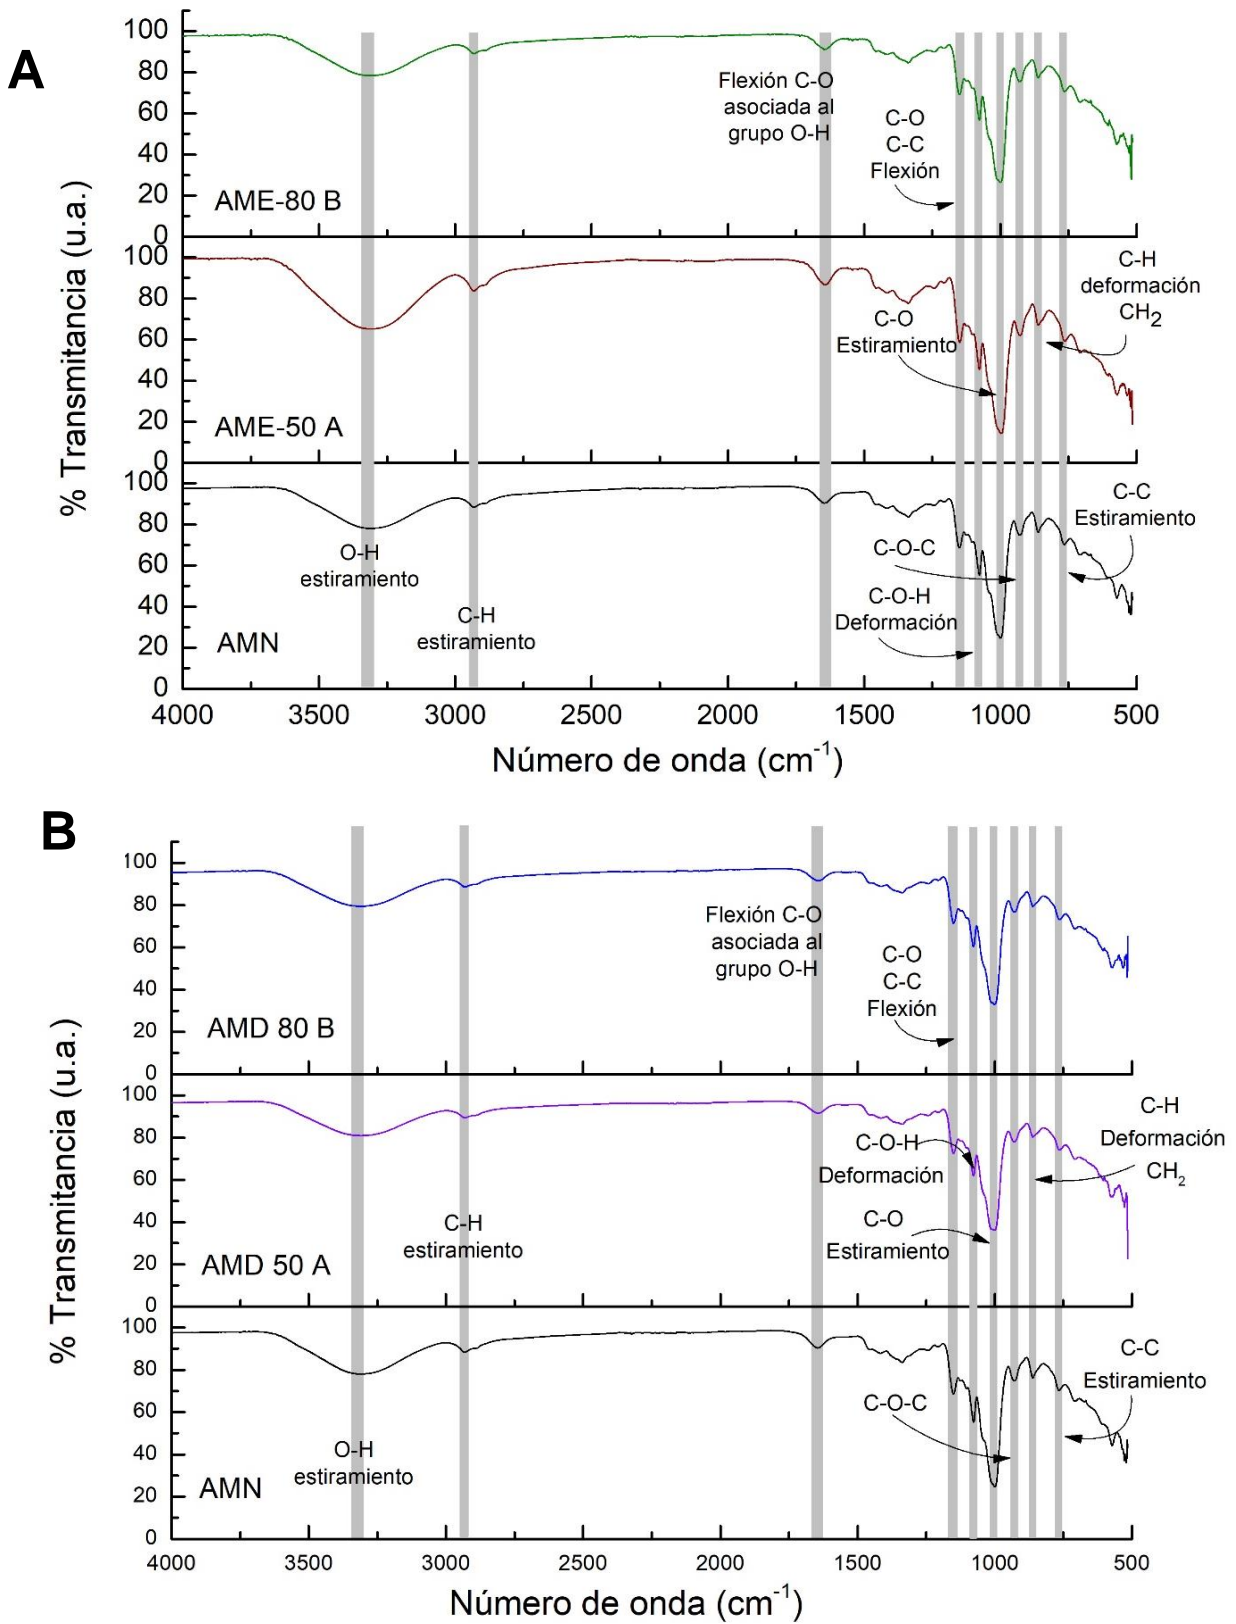 A
% Transmitancia (u.a.)
100
80
60
40
20
0
AME-80 B
Flexión C-O
asociada al
grupo O-H
C-O
C-C
Flexión
100
80
60
40
20
0
AME-50 A
C-O
Estiramiento
C-H
deformación
CH2
100
80
60
40
20
0
AMN
O-H
estiramiento
C-H
estiramiento
C-O-C
C-O-H
Deformación
C-C
Estiramiento
4000 3500 3000 2500 2000 1500 1000 500
Número de onda (cm-1)
B
% Transmitancia (u.a.)
100
80
60
40
20
0
AMD 80 B
Flexión C-O
asociada al
grupo O-H
C-O
C-C
Flexión
100
80
60
40
20
0
AMD 50 A
C-H
estiramiento
C-O-H
Deformación
C-O
Estiramiento
C-H
Deformación
CH2
100
80
60
40
20
0
AMN
O-H
estiramiento
C-O-C
C-C
Estiramiento
4000 3500 3000 2500 2000 1500 1000 500
Número de onda (cm-1)